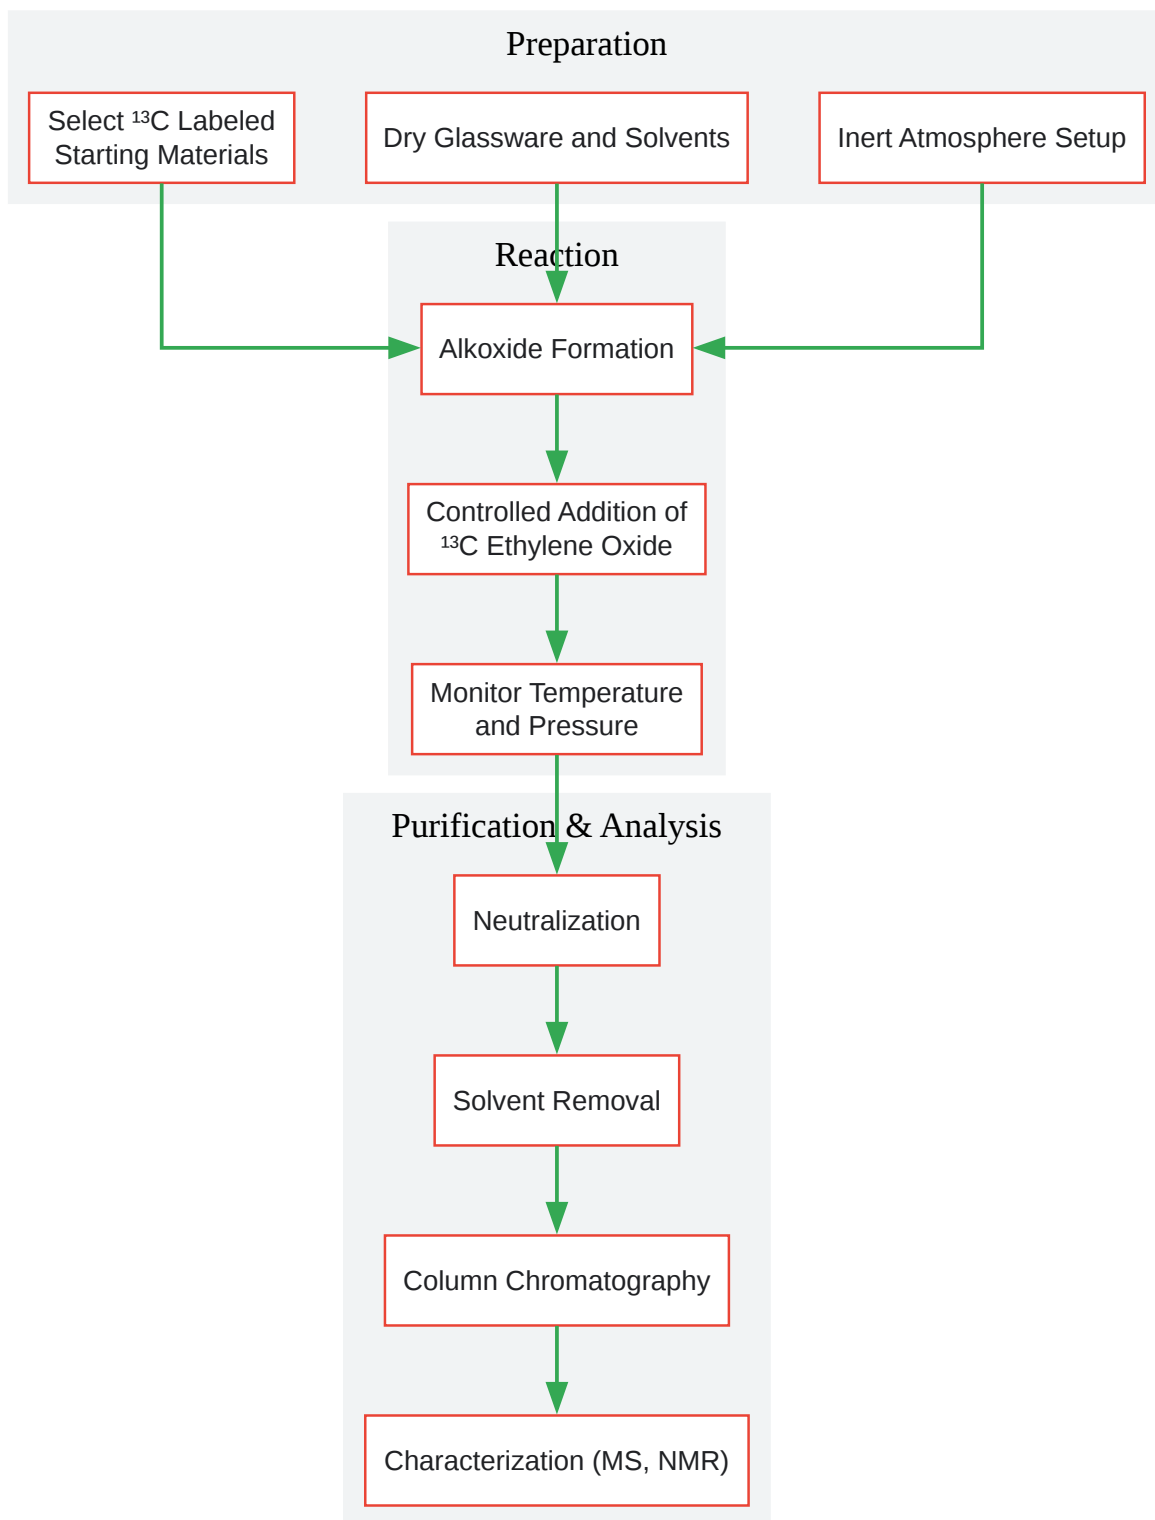 Preparation
Select ¹³C Labeled
Starting Materials
Dry Glassware and Solvents
Inert Atmosphere Setup
Reaction
Alkoxide Formation
Controlled Addition of
¹³C Ethylene Oxide
Monitor Temperature
and Pressure
Purification & Analysis
Neutralization
Solvent Removal
Column Chromatography
Characterization (MS, NMR)